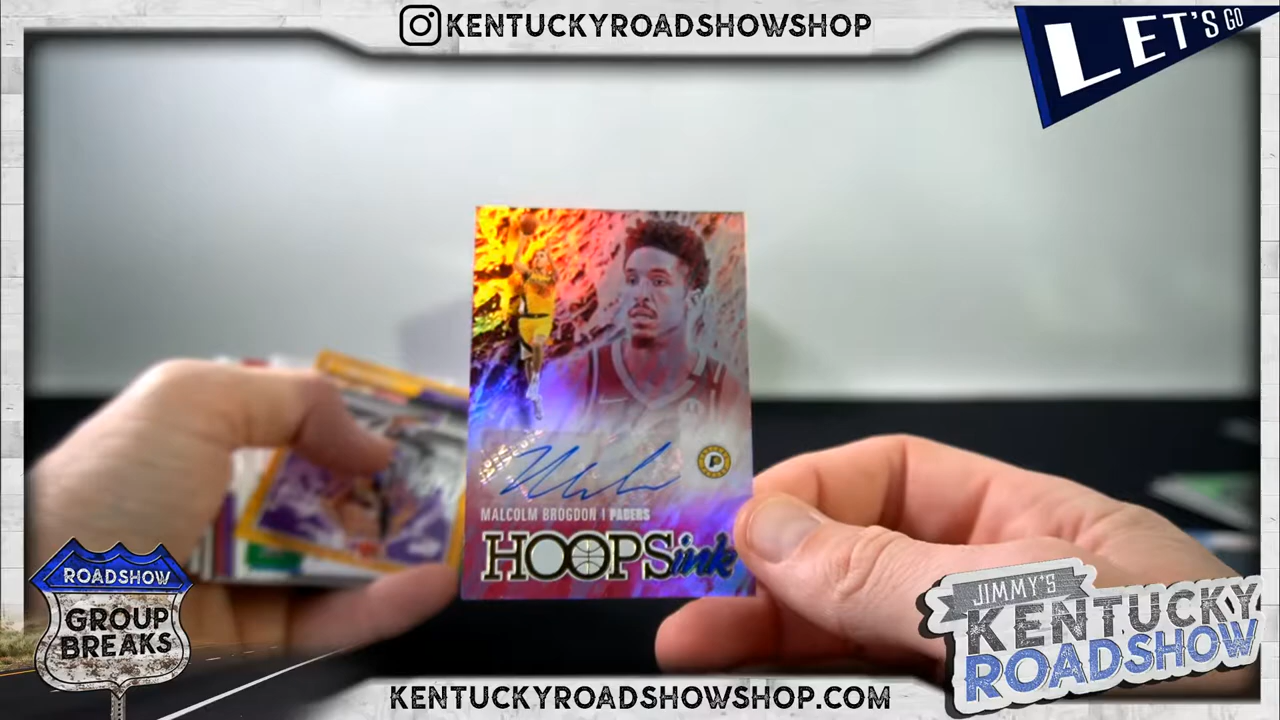 KENTUCKYROADSHOWSHOP
LET'S GO
MALCOLM BROGDON | PACERS
HOOPS ink
ROADSHOW
GROUP
BREAKS
JIMMY'S
KENTUCKY
ROADSHOW
KENTUCKYROADSHOWSHOP.COM